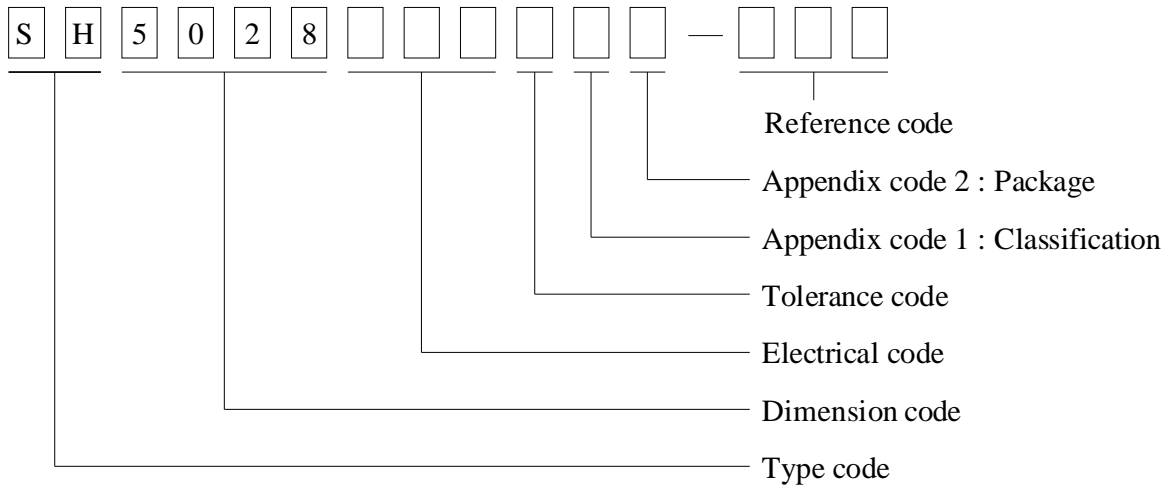 S H 5 0 2 8 —
Reference code
Appendix code 2 : Package
Appendix code 1 : Classification
Tolerance code
Electrical code
Dimension code
Type code